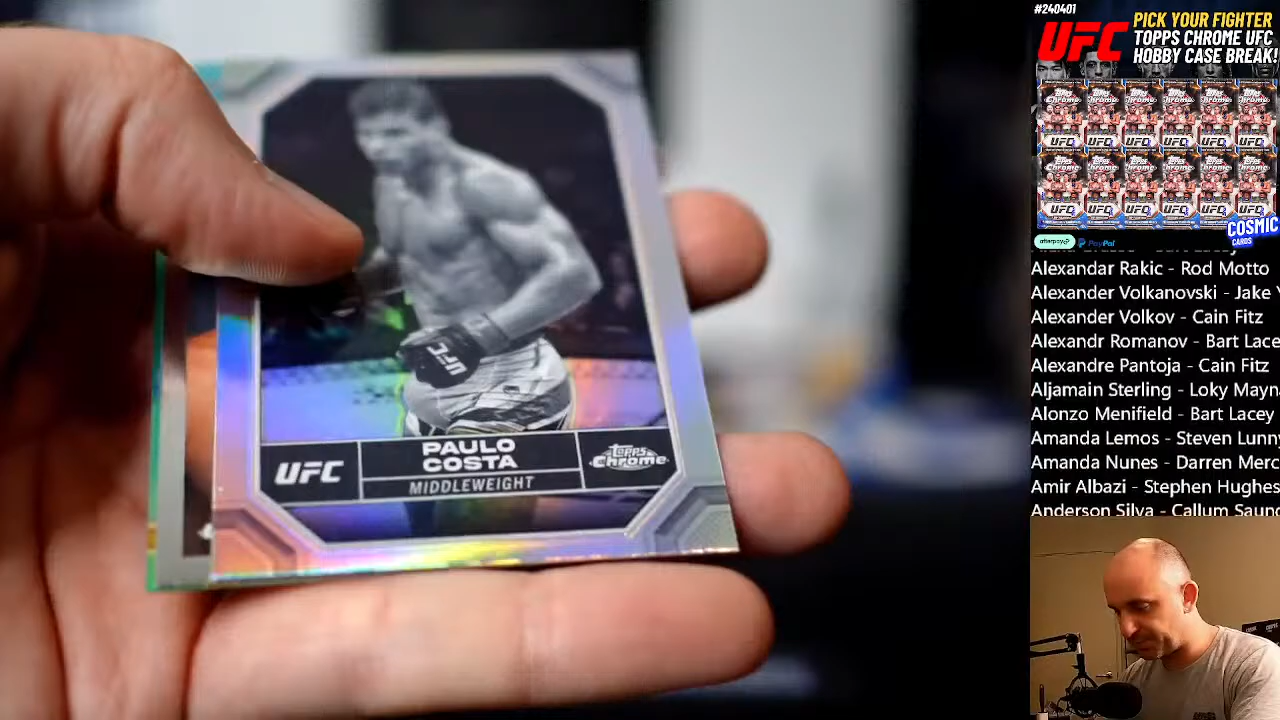 UFC
PAULO
COSTA
MIDDLEWEIGHT
Topps
Chrome
UFC
#240401
UFC
PICK YOUR FIGHTER
TOPPS CHROME UFC
HOBBY CASE BREAK!
COSMIC
CARDS
afterpay
PayPal
Alexandar Rakic - Rod Motto
Alexander Volkanovski - Jake
Alexander Volkov - Cain Fitz
Alexandr Romanov - Bart Lace
Alexandre Pantoja - Cain Fitz
Aljamain Sterling - Loky Mayn
Alonzo Menifield - Bart Lacey
Amanda Lemos - Steven Lunny
Amanda Nunes - Darren Merc
Amir Albazi - Stephen Hughes
Anderson Silva - Callum Saun